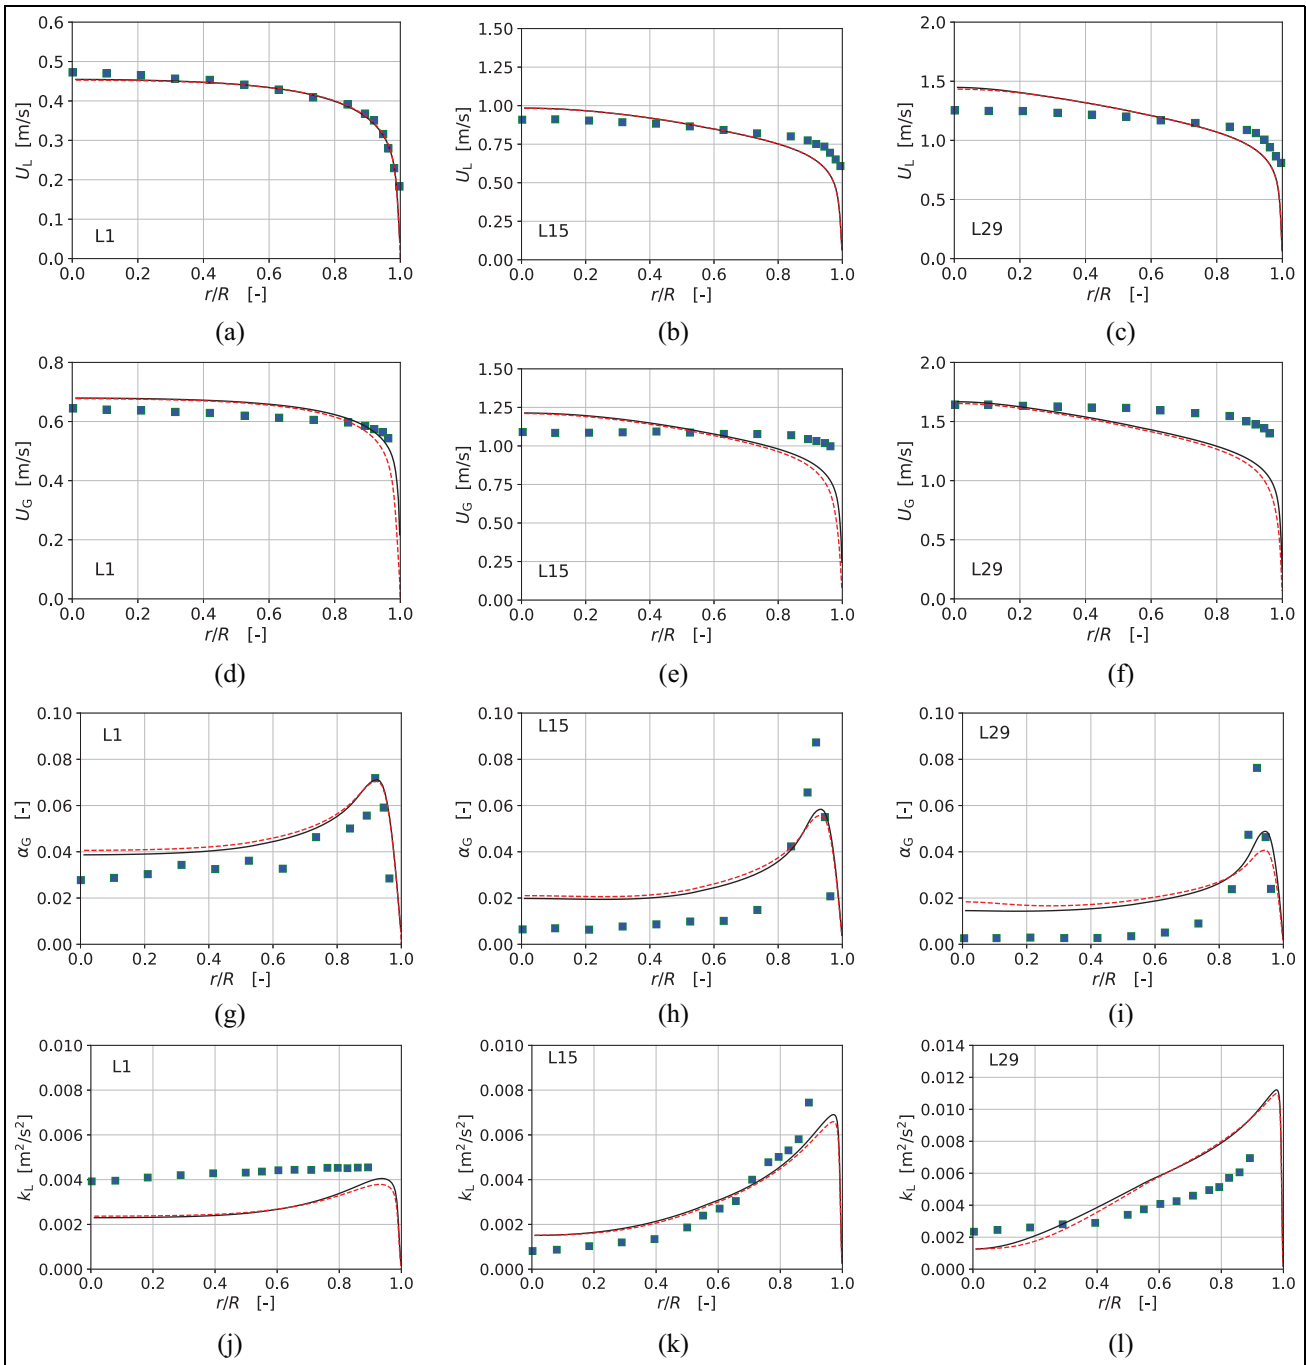 0.6 0.5 0.4 0.3 0.2 0.1 0.0
U_L [m/s]
L1
0.0 0.2 0.4 0.6 0.8 1.0
r/R [-]
(a)
1.50 1.25 1.00 0.75 0.50 0.25 0.00
U_L [m/s]
L15
0.0 0.2 0.4 0.6 0.8 1.0
r/R [-]
(b)
2.0 1.5 1.0 0.5 0.0
U_L [m/s]
L29
0.0 0.2 0.4 0.6 0.8 1.0
r/R [-]
(c)
0.8 0.6 0.4 0.2 0.0
U_G [m/s]
L1
0.0 0.2 0.4 0.6 0.8 1.0
r/R [-]
(d)
1.50 1.25 1.00 0.75 0.50 0.25 0.00
U_G [m/s]
L15
0.0 0.2 0.4 0.6 0.8 1.0
r/R [-]
(e)
2.0 1.5 1.0 0.5 0.0
U_G [m/s]
L29
0.0 0.2 0.4 0.6 0.8 1.0
r/R [-]
(f)
0.10 0.08 0.06 0.04 0.02 0.00
α_G [-]
L1
0.0 0.2 0.4 0.6 0.8 1.0
r/R [-]
(g)
0.10 0.08 0.06 0.04 0.02 0.00
α_G [-]
L15
0.0 0.2 0.4 0.6 0.8 1.0
r/R [-]
(h)
0.10 0.08 0.06 0.04 0.02 0.00
α_G [-]
L29
0.0 0.2 0.4 0.6 0.8 1.0
r/R [-]
(i)
0.010 0.008 0.006 0.004 0.002 0.000
k_L [m²/s²]
L1
0.0 0.2 0.4 0.6 0.8 1.0
r/R [-]
(j)
0.010 0.008 0.006 0.004 0.002 0.000
k_L [m²/s²]
L15
0.0 0.2 0.4 0.6 0.8 1.0
r/R [-]
(k)
0.014 0.012 0.010 0.008 0.006 0.004 0.002 0.000
k_L [m²/s²]
L29
0.0 0.2 0.4 0.6 0.8 1.0
r/R [-]
(l)